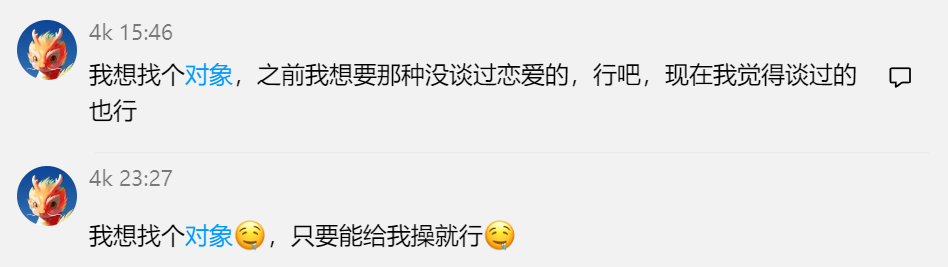 4k 15:46
我想找个对象，之前我想要那种没谈过恋爱的，行吧，现在我觉得谈过的
也行
4k 23:27
我想找个对象🤤，只要能给我操就行🤤